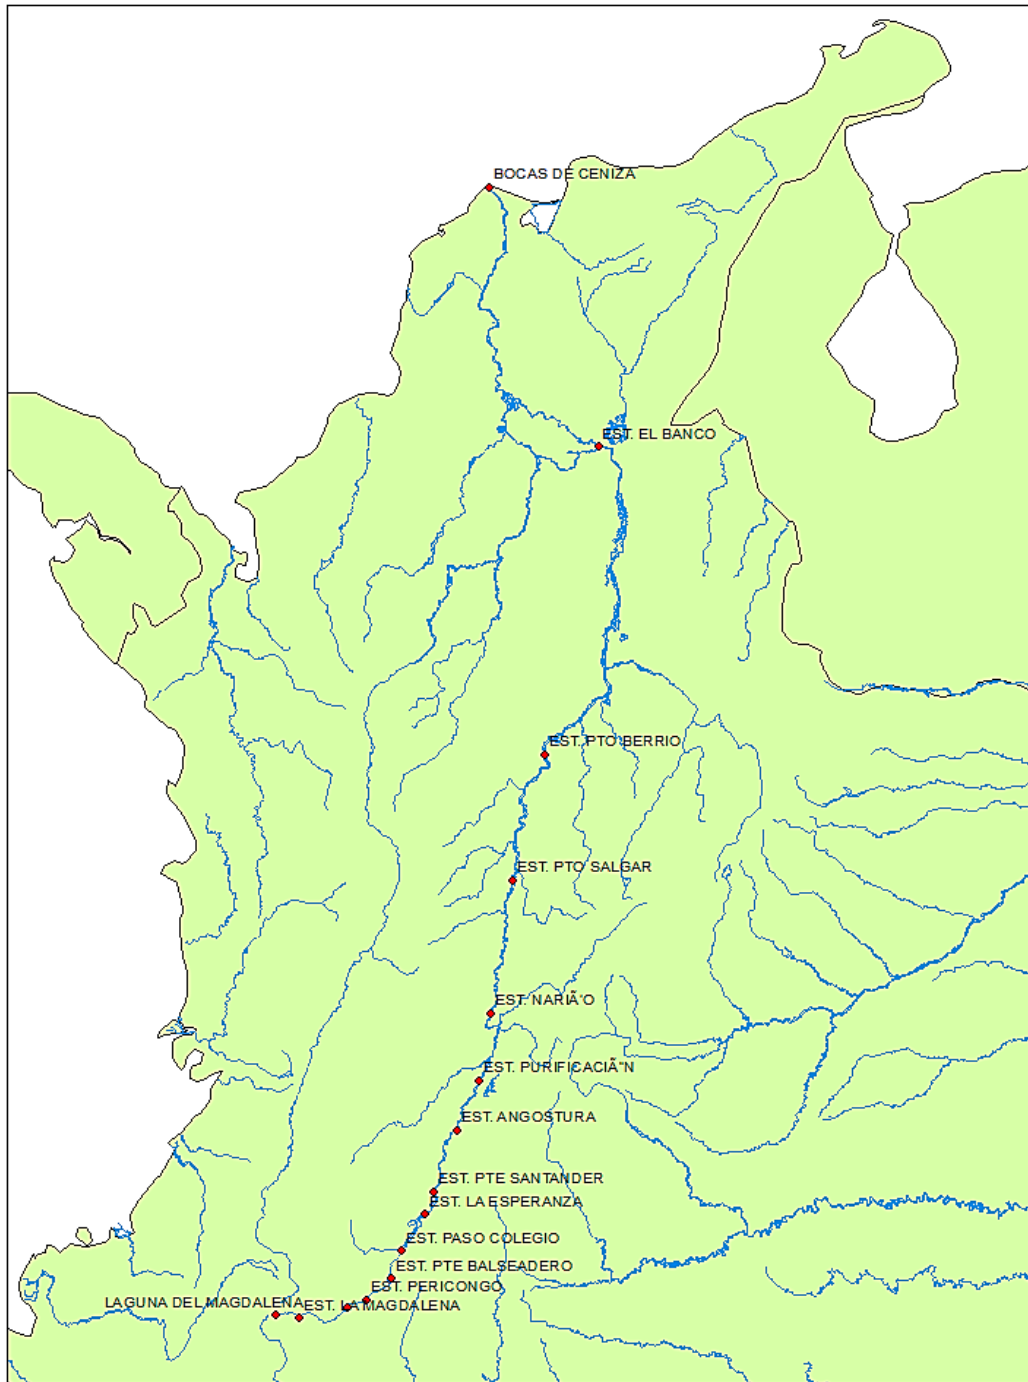 BOCAS DE CENIZA
EST. EL BANCO
EST. PTO BERRIO
EST. PTO SALGAR
EST. NARIÃ"O
EST. PURIFICACIÃ"N
EST. ANGOSTURA
EST. PTE SANTANDER
EST. LA ESPERANZA
EST. PASO COLEGIO
EST. PTE BALSEADERO
EST. PERICONGO
LAGUNA DEL MAGDALENA
EST. LA MAGDALENA